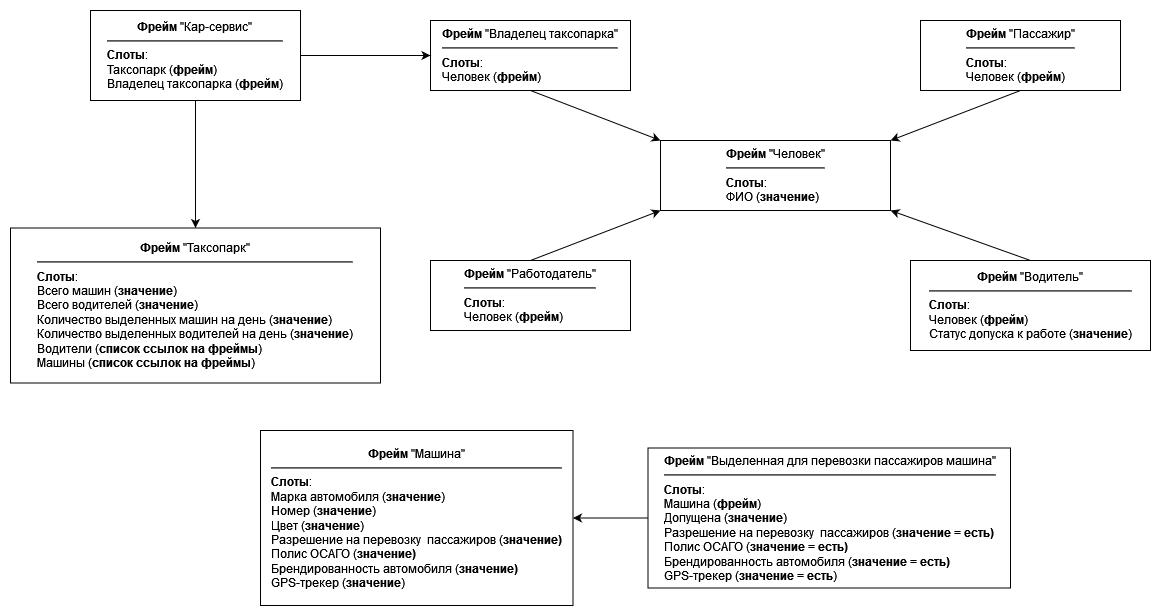 Фрейм "Кар-сервис"
Слоты:
Таксопарк (фрейм)
Владелец таксопарка (фрейм)
Фрейм "Владелец таксопарка"
Слоты:
Человек (фрейм)
Фрейм "Пассажир"
Слоты:
Человек (фрейм)
Фрейм "Человек"
Слоты:
ФИО (значение)
Фрейм "Таксопарк"
Слоты:
Всего машин (значение)
Всего водителей (значение)
Количество выделенных машин на день (значение)
Количество выделенных водителей на день (значение)
Водители (список ссылок на фреймы)
Машины (список ссылок на фреймы)
Фрейм "Работодатель"
Слоты:
Человек (фрейм)
Фрейм "Водитель"
Слоты:
Человек (фрейм)
Статус допуска к работе (значение)
Фрейм "Машина"
Слоты:
Марка автомобиля (значение)
Номер (значение)
Цвет (значение)
Разрешение на перевозку пассажиров (значение)
Полис ОСАГО (значение)
Брендированность автомобиля (значение)
GPS-трекер (значение)
Фрейм "Выделенная для перевозки пассажиров машина"
Слоты:
Машина (фрейм)
Допущена (значение)
Разрешение на перевозку пассажиров (значение = есть)
Полис ОСАГО (значение = есть)
Брендированность автомобиля (значение = есть)
GPS-трекер (значение = есть)